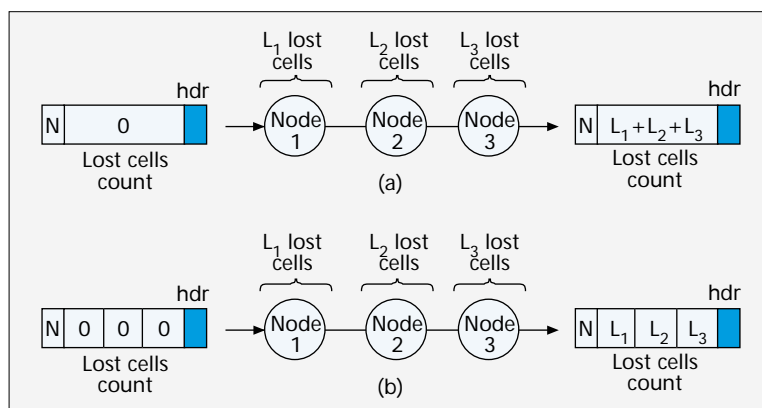 L1 lost cells
L2 lost cells
L3 lost cells
hdr
hdr
N 0
Node 1
Node 2
Node 3
N L1+L2+L3
Lost cells count
Lost cells count
(a)
L1 lost cells
L2 lost cells
L3 lost cells
hdr
hdr
N 0 0 0
Node 1
Node 2
Node 3
N L1 L2 L3
Lost cells count
Lost cells count
(b)